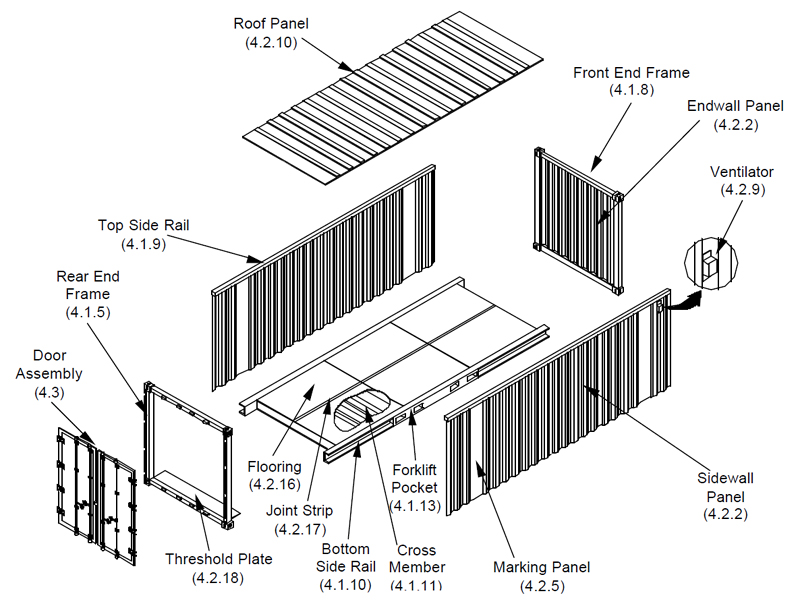 Roof Panel
(4.2.10)
Front End Frame
(4.1.8)
Endwall Panel
(4.2.2)
Ventilator
(4.2.9)
Top Side Rail
(4.1.9)
Rear End
Frame
(4.1.5)
Door
Assembly
(4.3)
Flooring
(4.2.16)
Joint Strip
(4.2.17)
Forklift
Pocket
(4.1.13)
Sidewall
Panel
(4.2.2)
Threshold Plate
(4.2.18)
Bottom
Side Rail
(4.1.10)
Cross
Member
(4.1.11)
Marking Panel
(4.2.5)